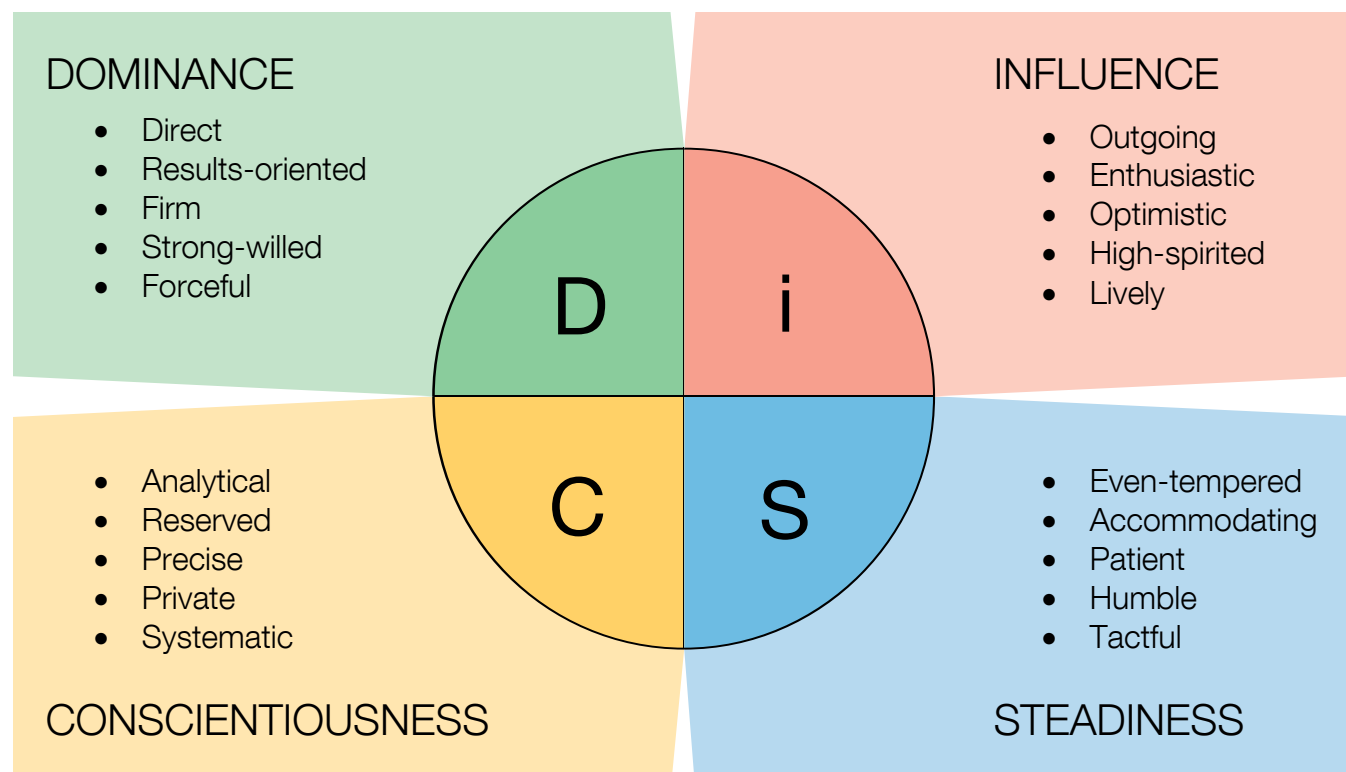 DOMINANCE
• Direct
• Results-oriented
• Firm
• Strong-willed
• Forceful
INFLUENCE
• Outgoing
• Enthusiastic
• Optimistic
• High-spirited
• Lively
D
i
C
S
• Analytical
• Reserved
• Precise
• Private
• Systematic
CONSCIENTIOUSNESS
• Even-tempered
• Accommodating
• Patient
• Humble
• Tactful
STEADINESS